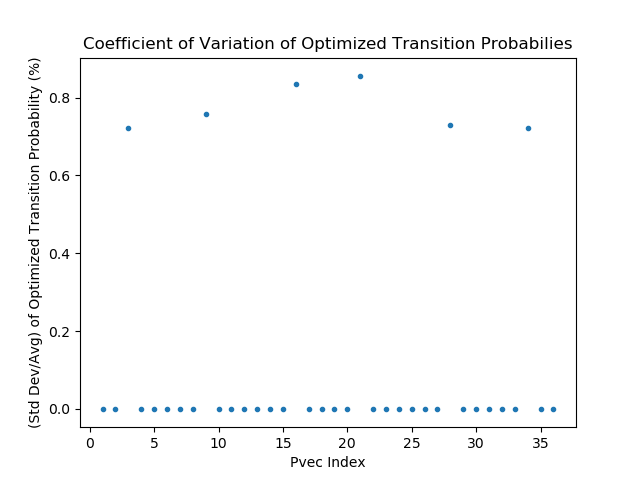 Coefficient of Variation of Optimized Transition Probabilies
(Std Dev/Avg) of Optimized Transition Probability (%)
0.8
0.6
0.4
0.2
0.0
0 5 10 15 20 25 30 35
Pvec Index